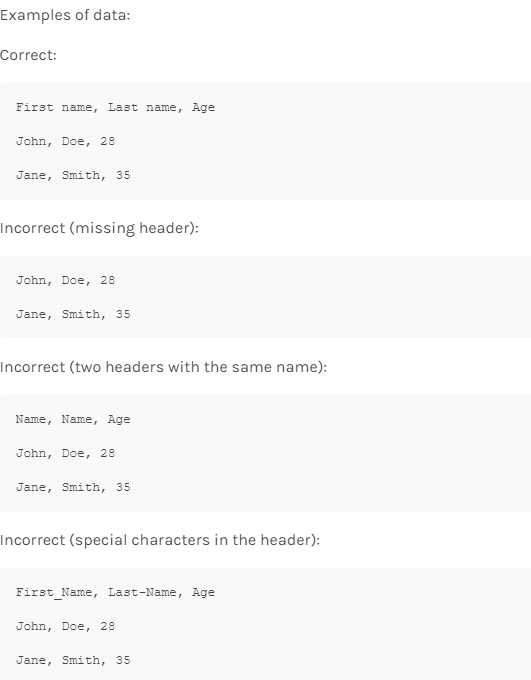 Examples of data:
Correct:
First name, Last name, Age
John, Doe, 28
Jane, Smith, 35
Incorrect (missing header):
John, Doe, 28
Jane, Smith, 35
Incorrect (two headers with the same name):
Name, Name, Age
John, Doe, 28
Jane, Smith, 35
Incorrect (special characters in the header):
First_Name, Last-Name, Age
John, Doe, 28
Jane, Smith, 35